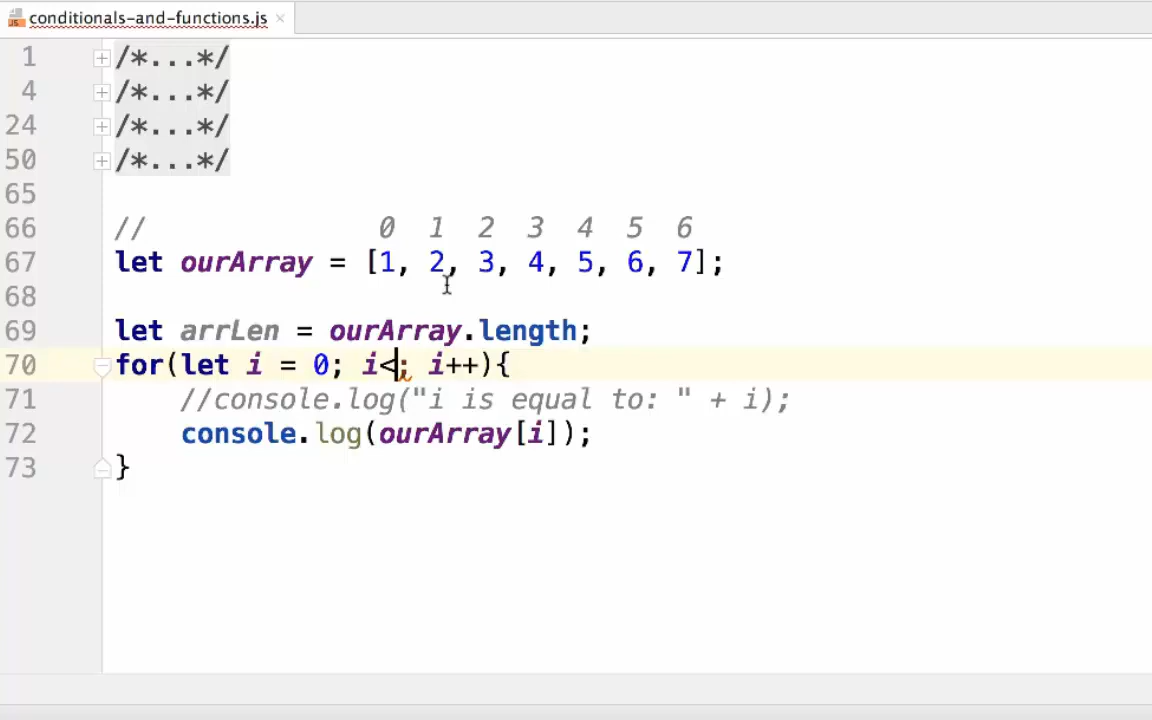 conditionals-and-functions.js ×
1 /*...*/
4 /*...*/
24 /*...*/
50 /*...*/
65
66 // 0 1 2 3 4 5 6
67 let ourArray = [1, 2, 3, 4, 5, 6, 7];
68
69 let arrLen = ourArray.length;
70 for(let i = 0; i<; i++){
71 //console.log("i is equal to: " + i);
72 console.log(ourArray[i]);
73 }